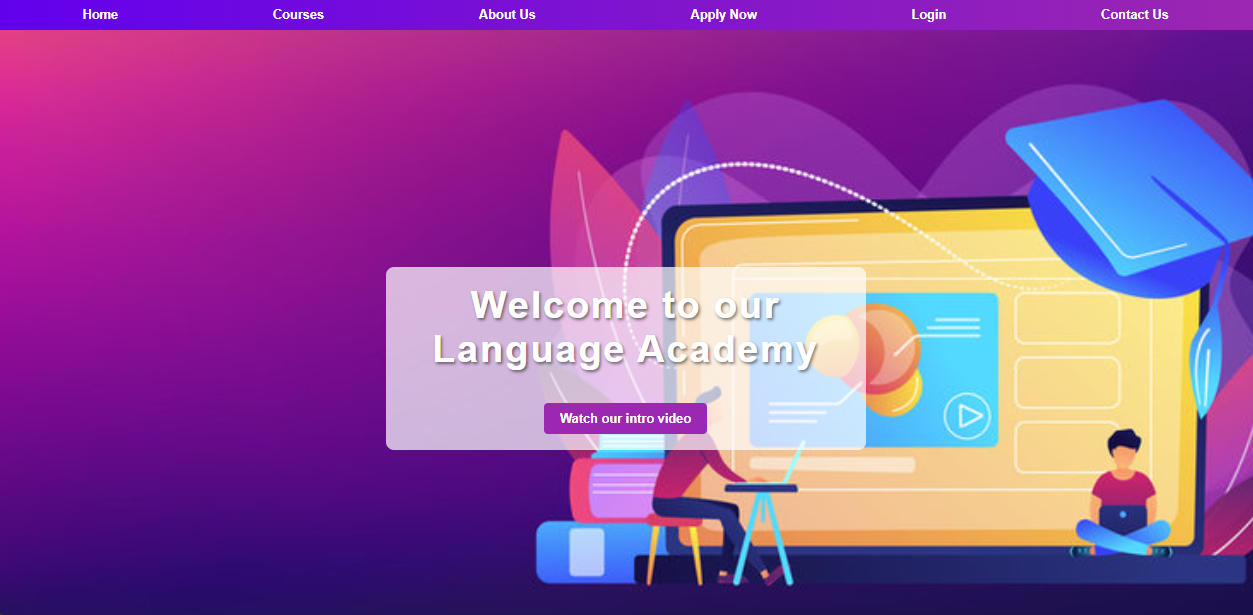 Home Courses About Us Apply Now Login Contact Us
Welcome to our
Language Academy
Watch our intro video